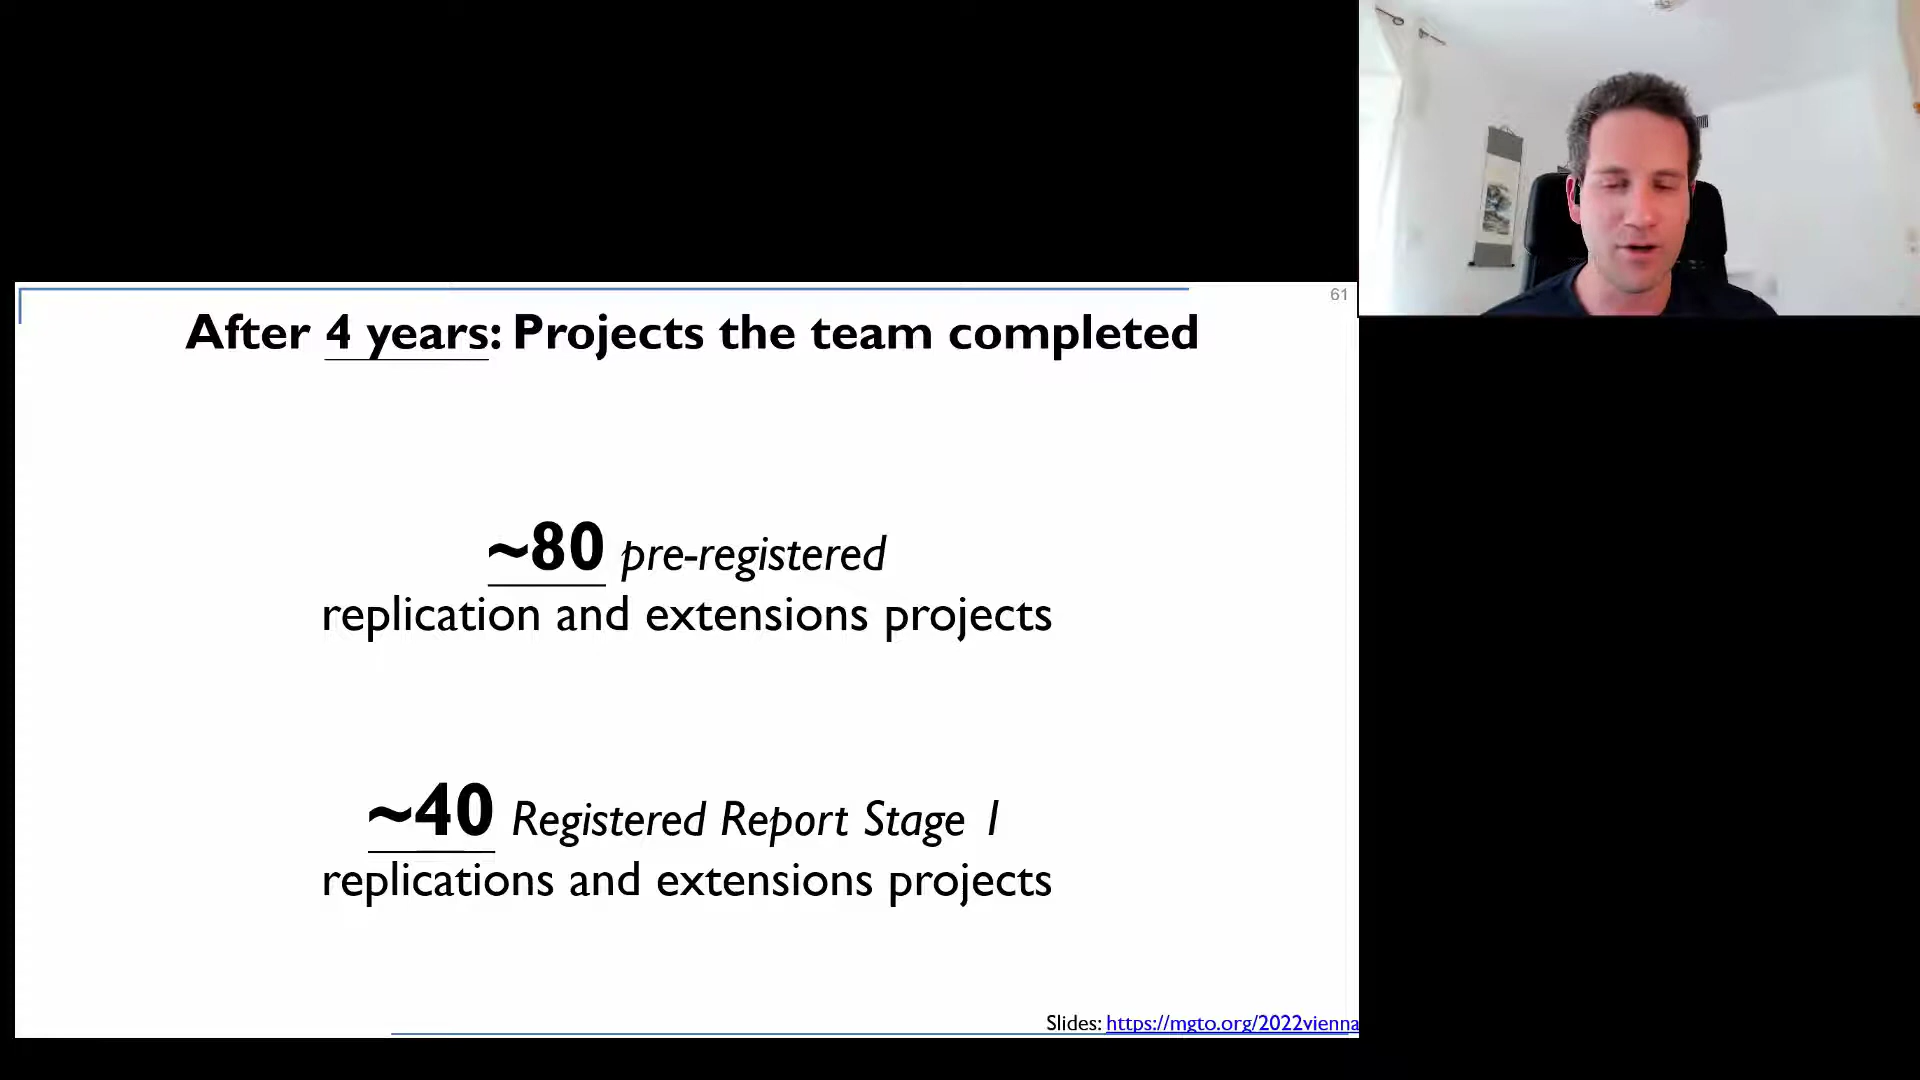 61
After 4 years: Projects the team completed
~80 pre-registered
replication and extensions projects
~40 Registered Report Stage 1
replications and extensions projects
Slides: https://mgto.org/2022vienna